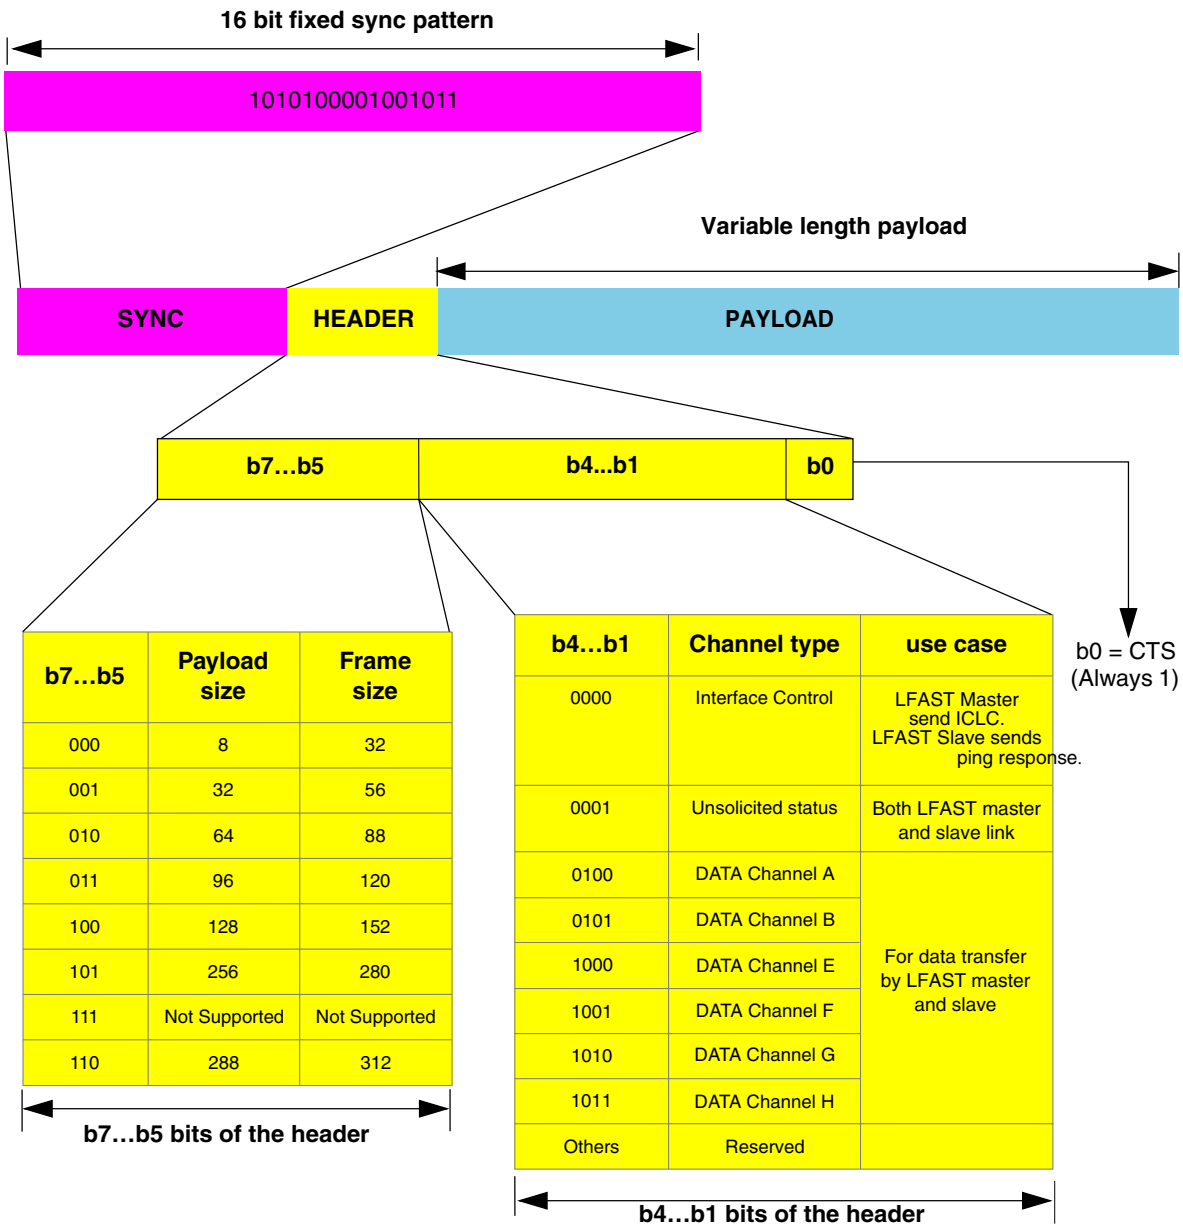 16 bit fixed sync pattern
1010100001001011
Variable length payload
SYNC HEADER PAYLOAD
b7...b5 b4...b1 b0
b0 = CTS
(Always 1)
b7...b5 Payload size Frame size
000 8 32
001 32 56
010 64 88
011 96 120
100 128 152
101 256 280
111 Not Supported Not Supported
110 288 312
b7...b5 bits of the header
b4...b1 Channel type use case
0000 Interface Control LFAST Master
send ICLC.
LFAST Slave sends
ping response.
0001 Unsolicited status Both LFAST master
and slave link
0100 DATA Channel A
0101 DATA Channel B
1000 DATA Channel E
For data transfer
by LFAST master
and slave
1001 DATA Channel F
1010 DATA Channel G
1011 DATA Channel H
Others Reserved
b4...b1 bits of the header